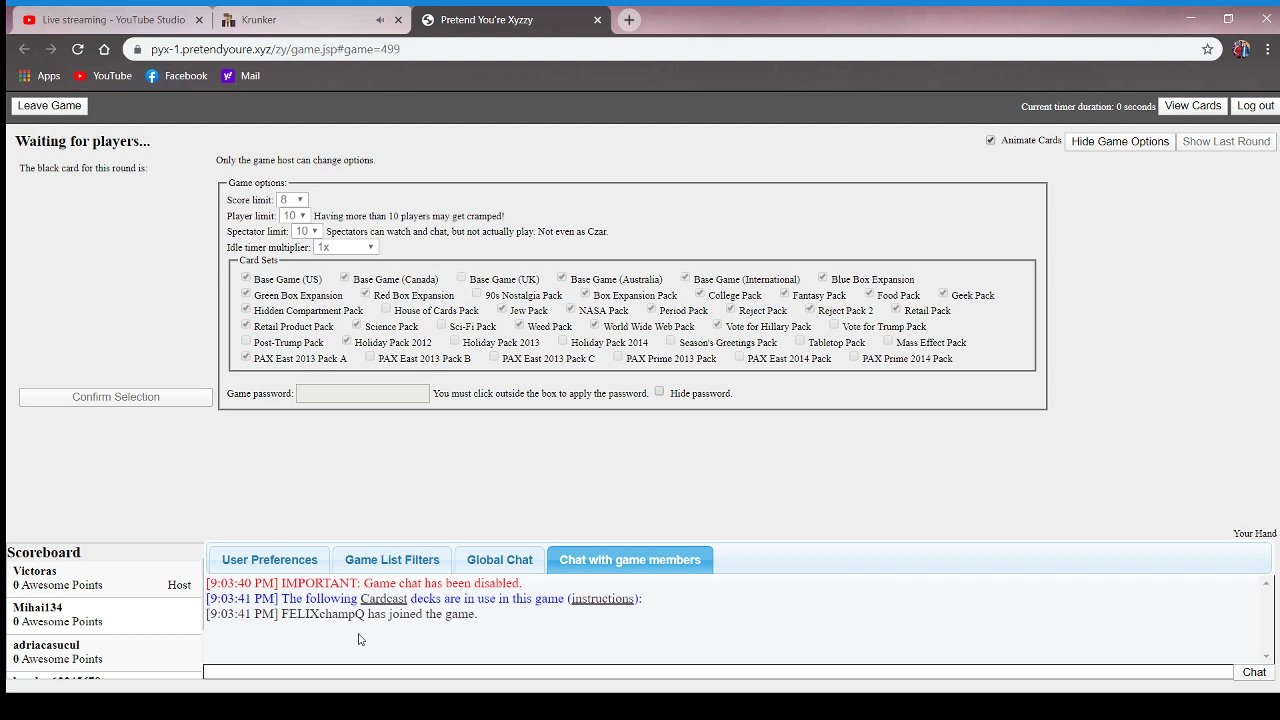 Live streaming - YouTube Studio
Krunker
Pretend You're Xyzzy
pyx-1.pretendyoure.xyz/zy/game.jsp#game=499
Apps YouTube Facebook Mail
Leave Game
Current timer duration: 0 seconds
View Cards
Log out
Waiting for players...
Animate Cards
Hide Game Options
Show Last Round
Only the game host can change options.
The black card for this round is:
Game options:
Score limit: 8
Player limit: 10 Having more than 10 players may get cramped!
Spectator limit: 10 Spectators can watch and chat, but not actually play. Not even as Czar.
Idle timer multiplier: 1x
Card Sets
Base Game (US) Base Game (Canada) Base Game (UK) Base Game (Australia) Base Game (International) Blue Box Expansion
Green Box Expansion Red Box Expansion 90s Nostalgia Pack Box Expansion Pack College Pack Fantasy Pack Food Pack Geek Pack
Hidden Compartment Pack House of Cards Pack Jew Pack NASA Pack Period Pack Reject Pack Reject Pack 2 Retail Pack
Retail Product Pack Science Pack Sci-Fi Pack Weed Pack World Wide Web Pack Vote for Hillary Pack Vote for Trump Pack
Post-Trump Pack Holiday Pack 2012 Holiday Pack 2013 Holiday Pack 2014 Season's Greetings Pack Tabletop Pack Mass Effect Pack
PAX East 2013 Pack A PAX East 2013 Pack B PAX East 2013 Pack C PAX Prime 2013 Pack PAX East 2014 Pack PAX Prime 2014 Pack
Game password: You must click outside the box to apply the password. Hide password.
Confirm Selection
Your Hand
Scoreboard
Victoras
0 Awesome Points Host
Mihai134
0 Awesome Points
adriacasucul
0 Awesome Points
User Preferences
Game List Filters
Global Chat
Chat with game members
[9:03:40 PM] IMPORTANT: Game chat has been disabled.
[9:03:41 PM] The following Cardcast decks are in use in this game (instructions):
[9:03:41 PM] FELIXchampQ has joined the game.
Chat